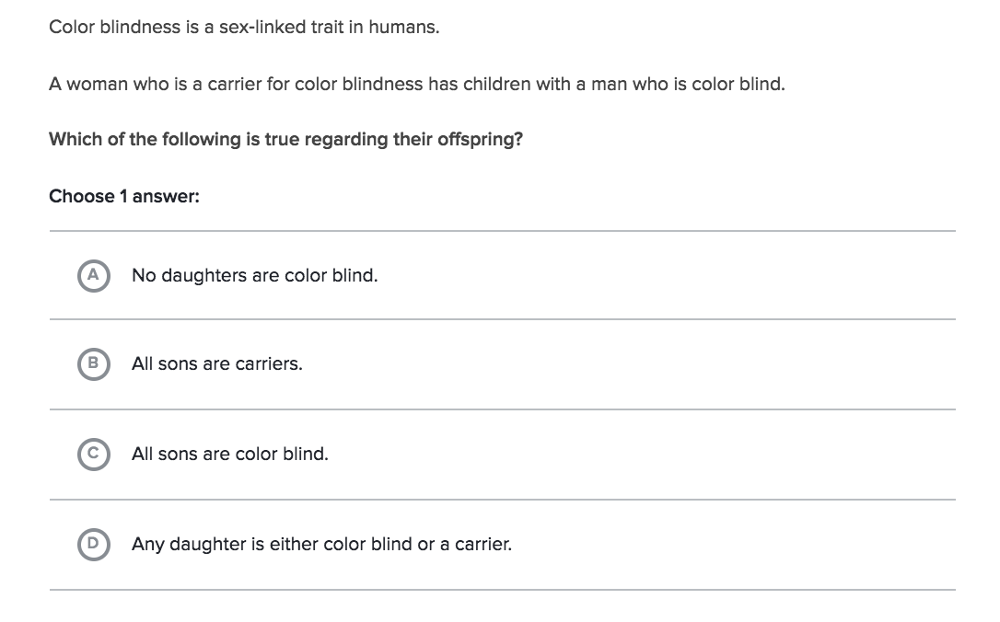 Color blindness is a sex-linked trait in humans.
A woman who is a carrier for color blindness has children with a man who is color blind.
Which of the following is true regarding their offspring?
Choose 1 answer:
A No daughters are color blind.
B All sons are carriers.
C All sons are color blind.
D Any daughter is either color blind or a carrier.